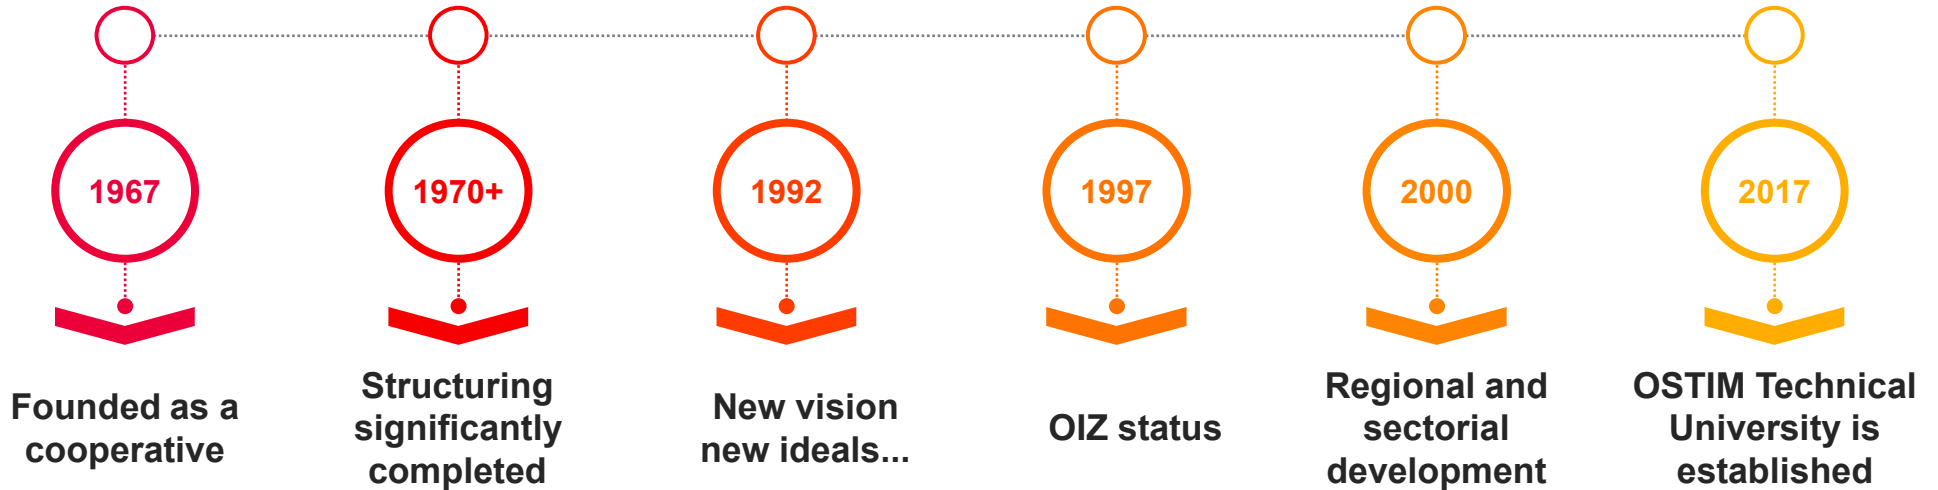 1967
1970+
1992
1997
2000
2017
Founded as a
cooperative
Structuring
significantly
completed
New vision
new ideals...
OIZ status
Regional and
sectorial
development
OSTIM Technical
University is
established